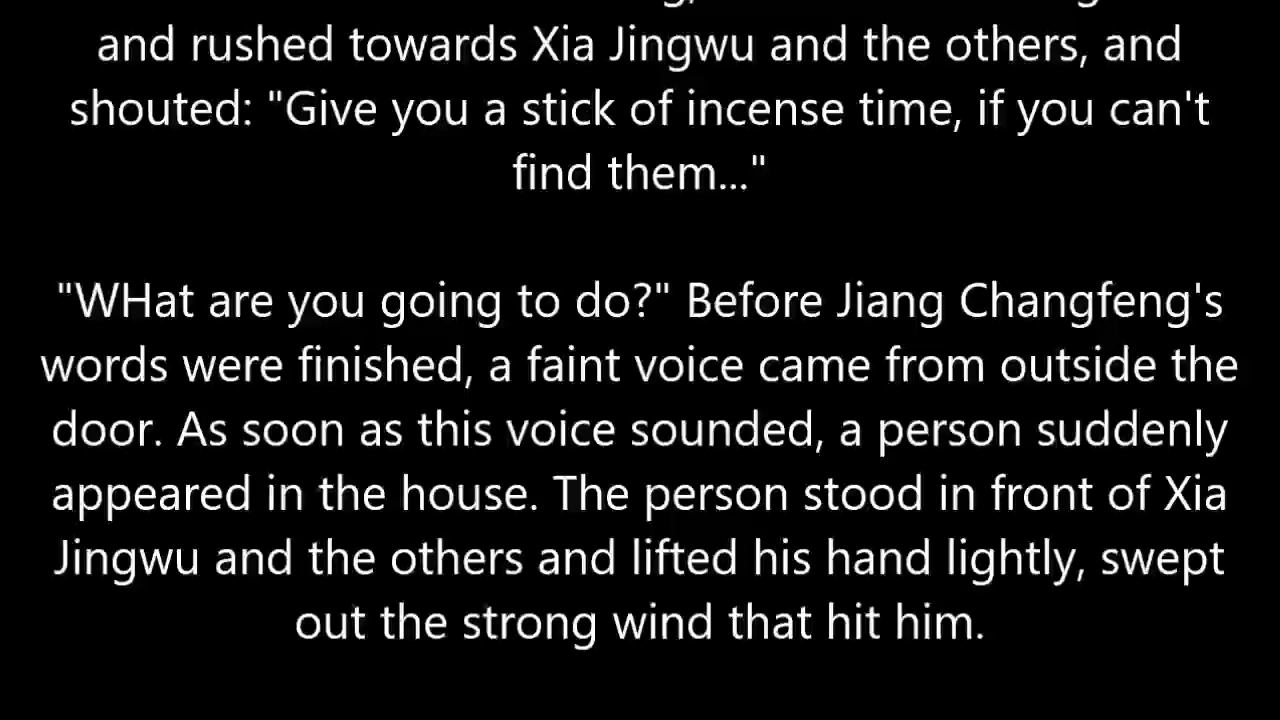 and rushed towards Xia Jingwu and the others, and
shouted: "Give you a stick of incense time, if you can't
find them..."
"WHat are you going to do?" Before Jiang Changfeng's
words were finished, a faint voice came from outside the
door. As soon as this voice sounded, a person suddenly
appeared in the house. The person stood in front of Xia
Jingwu and the others and lifted his hand lightly, swept
out the strong wind that hit him.